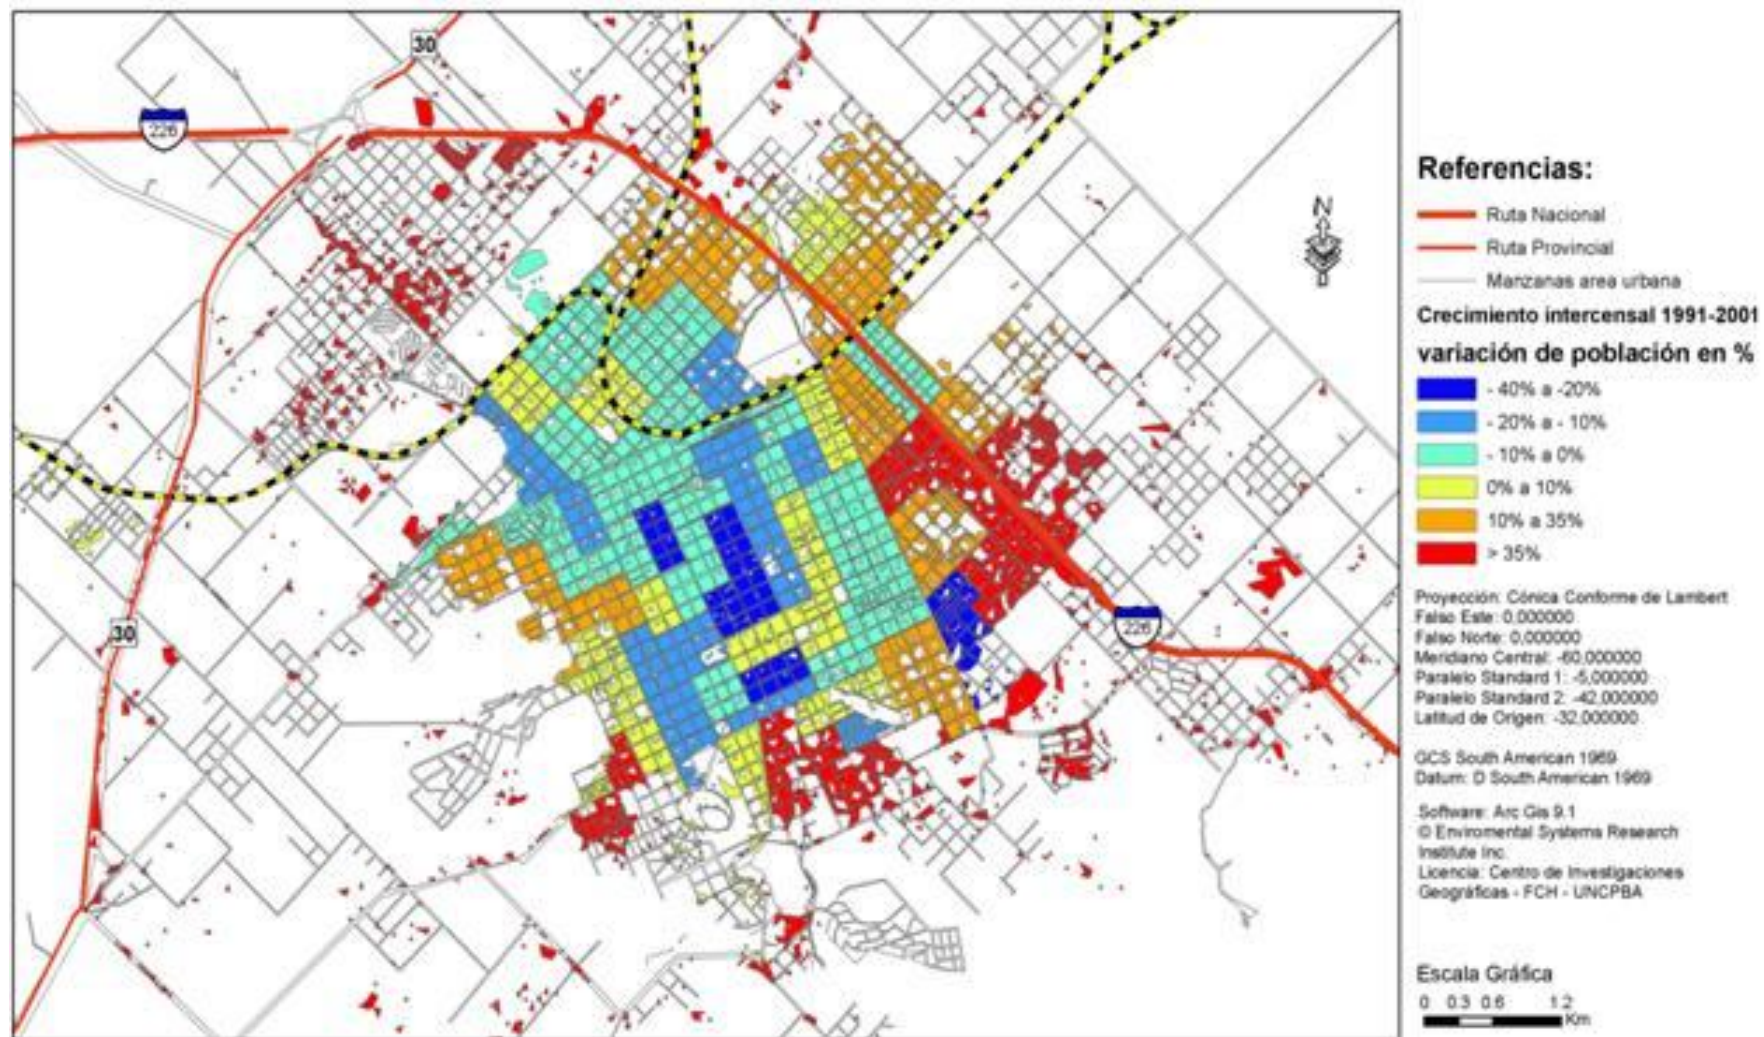 30
226
30
226
N
Referencias:
Ruta Nacional
Ruta Provincial
Manzanas area urbana
Crecimiento intercensal 1991-2001
variación de población en %
- 40% a -20%
- 20% a - 10%
- 10% a 0%
0% a 10%
10% a 35%
> 35%
Proyección: Cónica Conforme de Lambert
Falso Este: 0,000000
Falso Norte: 0,000000
Meridiano Central: -60,000000
Paralelo Standard 1: -5,000000
Paralelo Standard 2: -42,000000
Latitud de Origen: -32,000000
GCS South American 1969
Datum: D South American 1969
Software: Arc Gis 9.1
© Enviromental Systems Research
Institute Inc.
Licencia: Centro de Investigaciones
Geográficas - FCH - UNCPBA
Escala Gráfica
0 0.3 0.6 1.2
Km